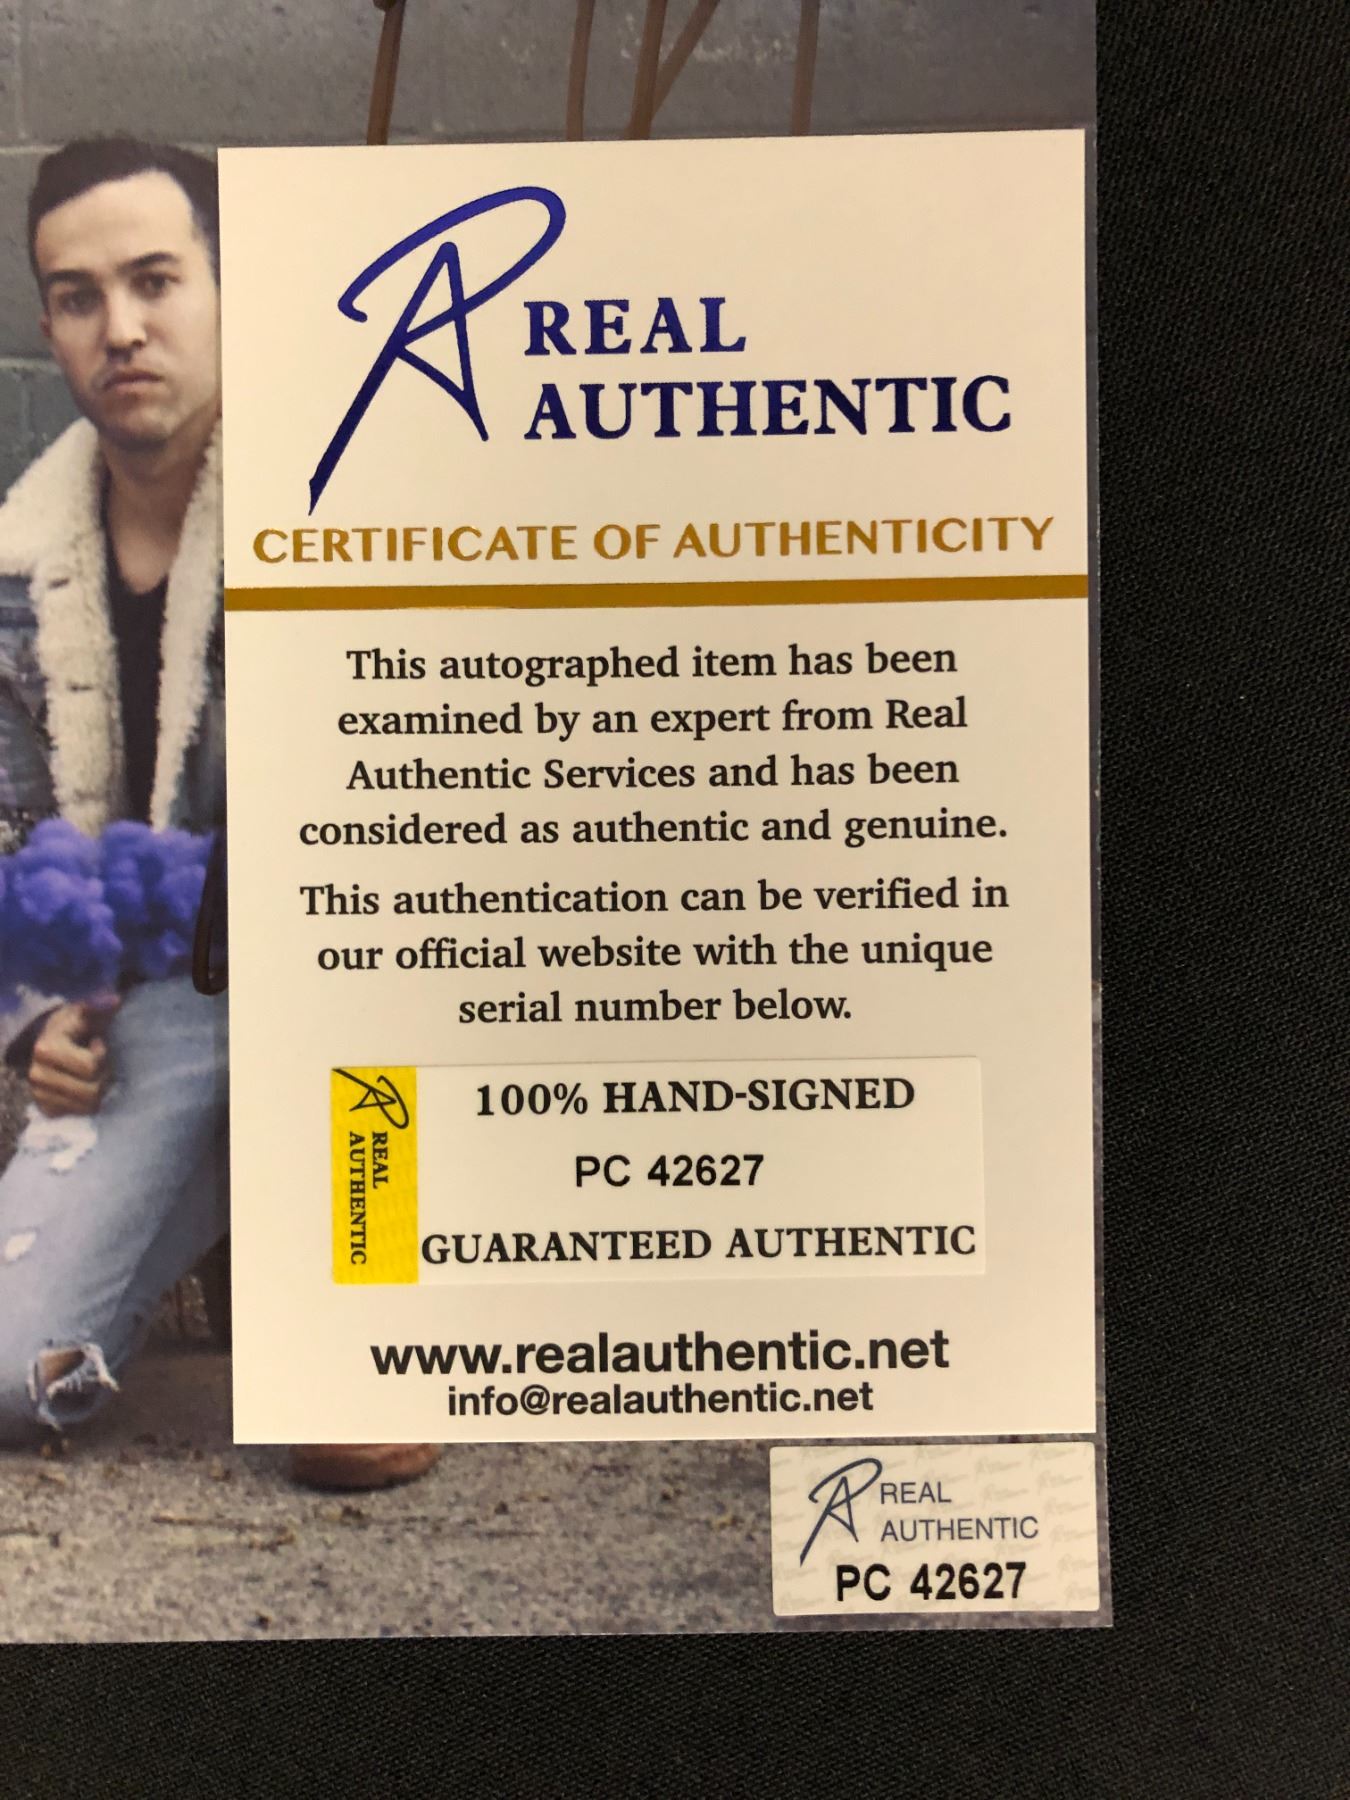 REAL
AUTHENTIC
CERTIFICATE OF AUTHENTICITY
This autographed item has been
examined by an expert from Real
Authentic Services and has been
considered as authentic and genuine.
This authentication can be verified in
our official website with the unique
serial number below.
REAL
AUTHENTIC
100% HAND-SIGNED
PC 42627
GUARANTEED AUTHENTIC
www.realauthentic.net
info@realauthentic.net
REAL
AUTHENTIC
PC 42627